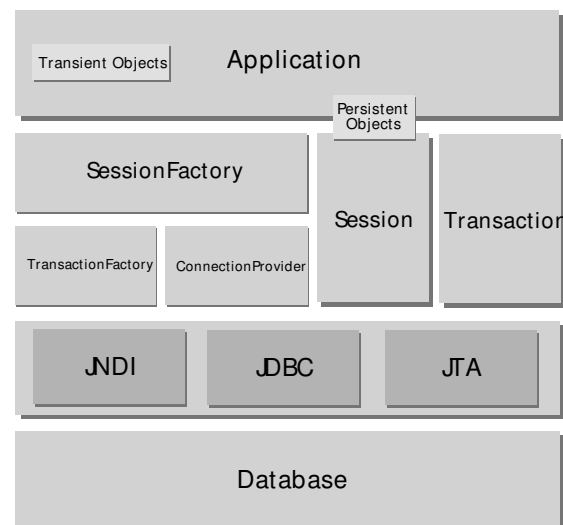 Application
Transient Objects
Persistent
Objects
SessionFactory
Session
Transaction
TransactionFactory
ConnectionProvider
JNDI
JDBC
JTA
Database